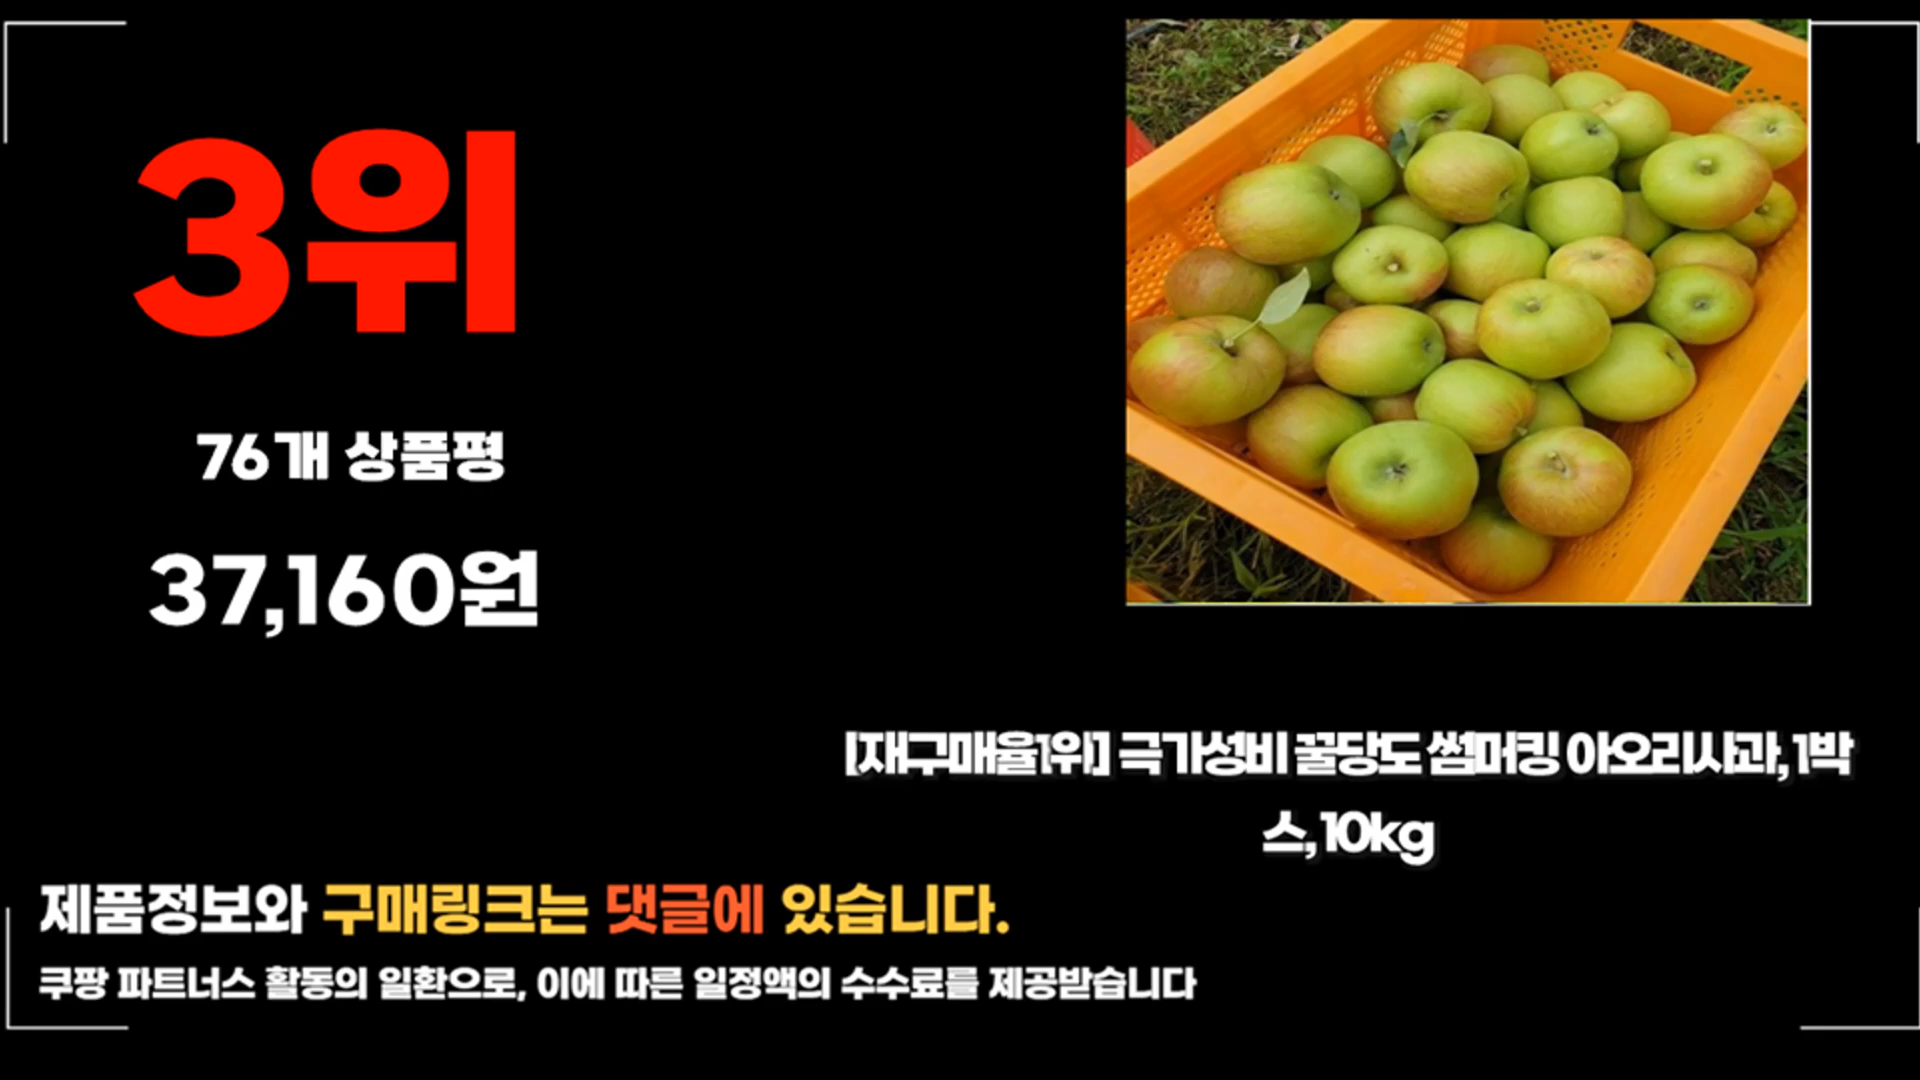 3위
76개 상품평
37,160원
[재구매율1위] 극가성비 꿀당도 썸머킹 아오리사과, 1박
스, 10kg
제품정보와 구매링크는 댓글에 있습니다.
쿠팡 파트너스 활동의 일환으로, 이에 따른 일정액의 수수료를 제공받습니다